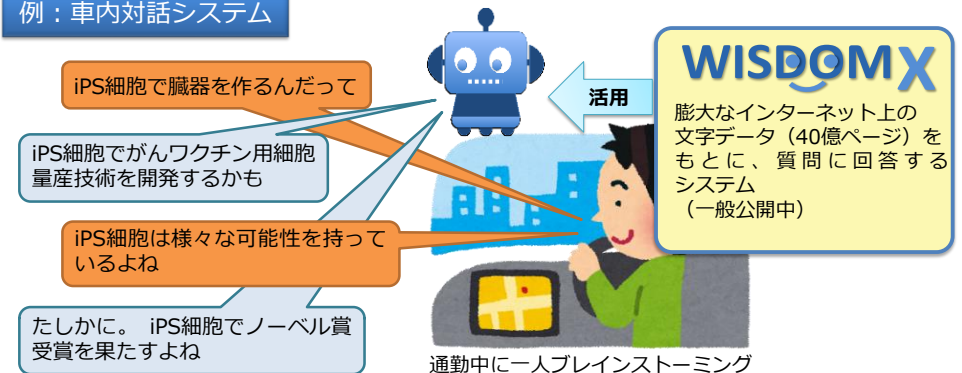 例：車内対話システム
iPS細胞で臓器を作るんだって
iPS細胞でがんワクチン用細胞
量産技術を開発するかも
iPS細胞は様々な可能性を持って
いるよね
たしかに。 iPS細胞でノーベル賞
受賞を果たすよね
活用
WISDOM X
膨大なインターネット上の
文字データ（40億ページ）を
もとに、質問に回答する
システム
（一般公開中）
通勤中に一人ブレインストーミング